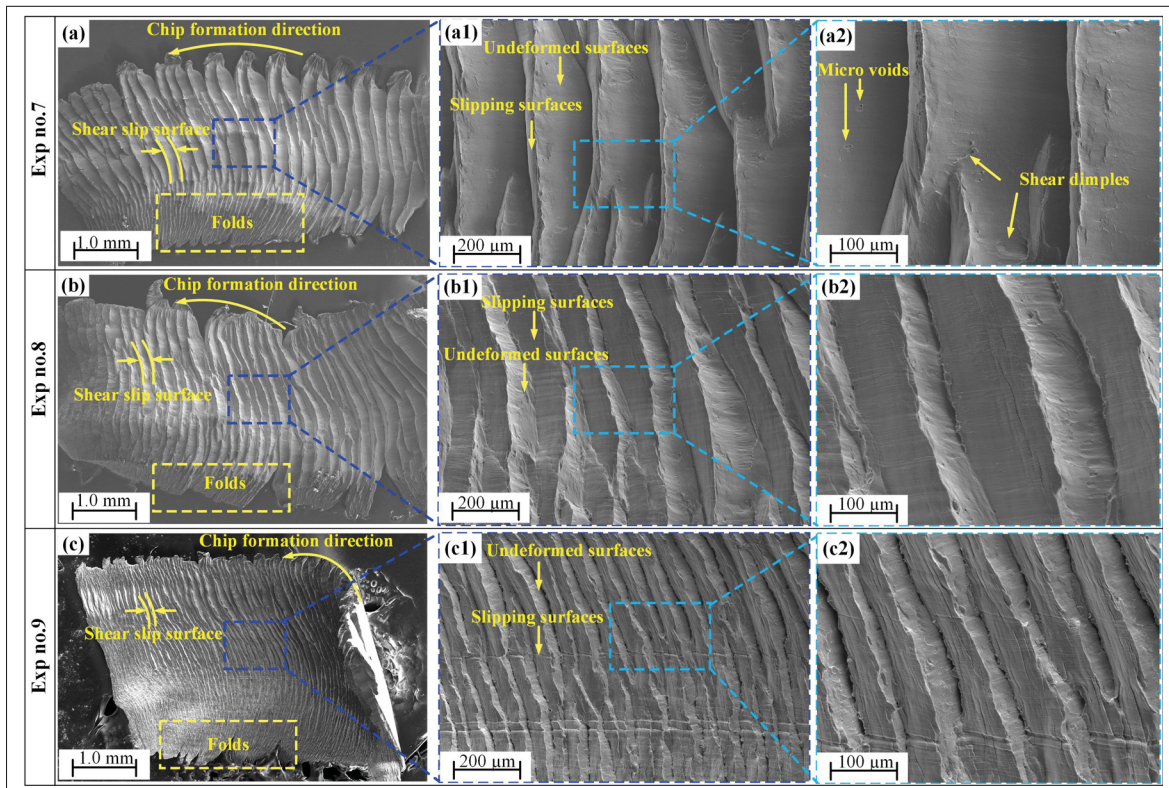 Exp no.7
(a)
Chip formation direction
Shear slip surface
Folds
1.0 mm
(a1)
Undeformed surfaces
Slipping surfaces
200 µm
(a2)
Micro voids
Shear dimples
100 µm
Exp no.8
(b)
Chip formation direction
Shear slip surface
Folds
1.0 mm
(b1)
Slipping surfaces
Undeformed surfaces
200 µm
(b2)
100 µm
Exp no.9
(c)
Chip formation direction
Shear slip surface
Folds
1.0 mm
(c1)
Undeformed surfaces
Slipping surfaces
200 µm
(c2)
100 µm